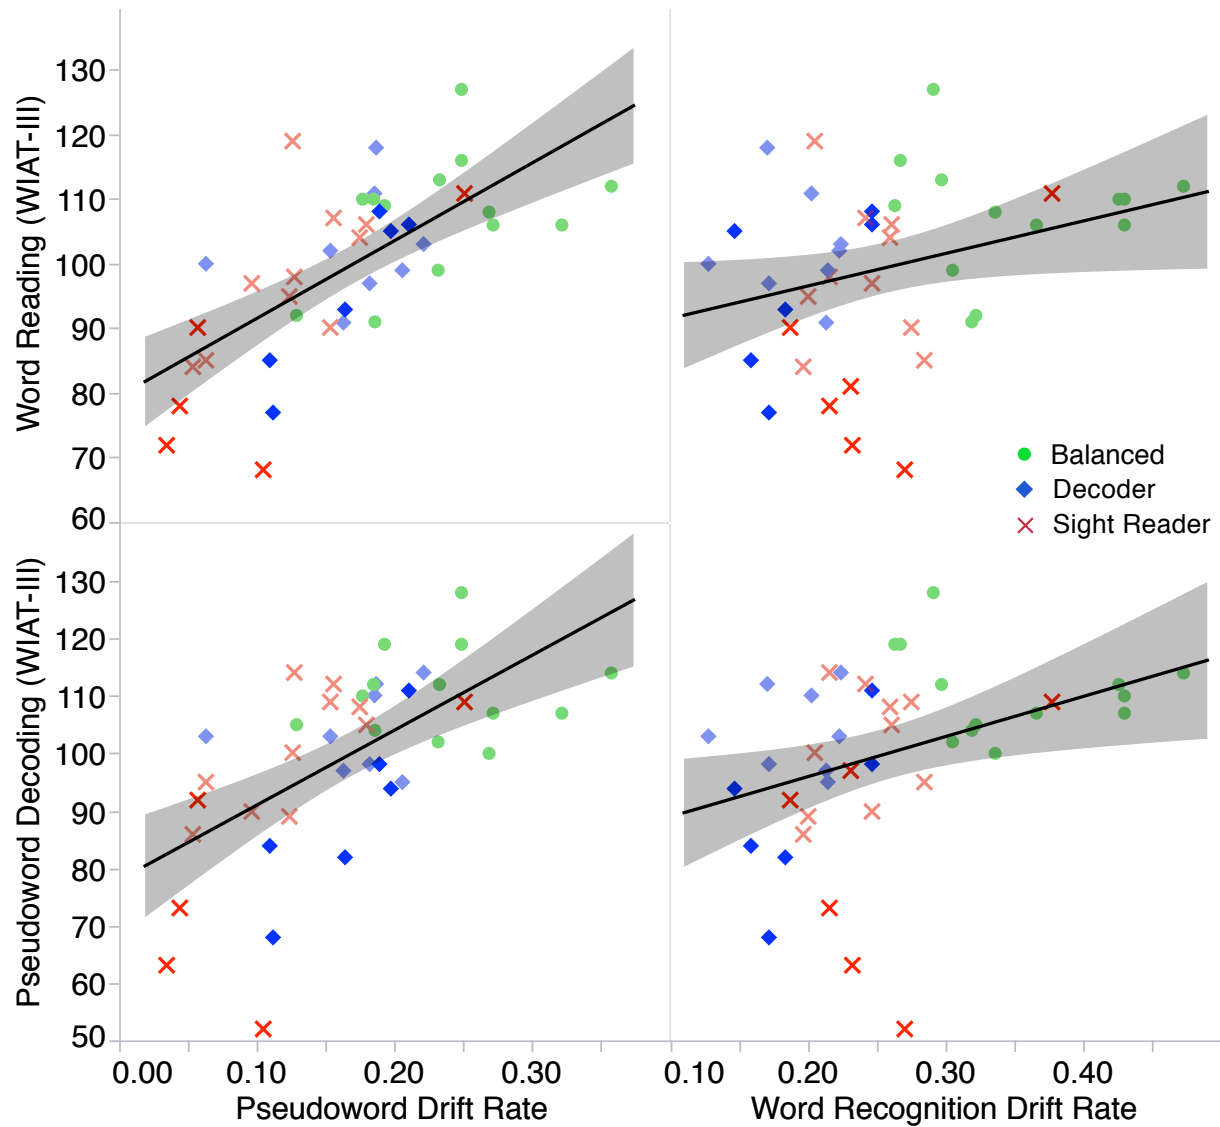 Word Reading (WIAT-III)
130
120
110
100
90
80
70
60
Balanced
Decoder
Sight Reader
Pseudoword Decoding (WIAT-III)
130
120
110
100
90
80
70
60
50
0.00 0.10 0.20 0.30
0.10 0.20 0.30 0.40
Pseudoword Drift Rate
Word Recognition Drift Rate